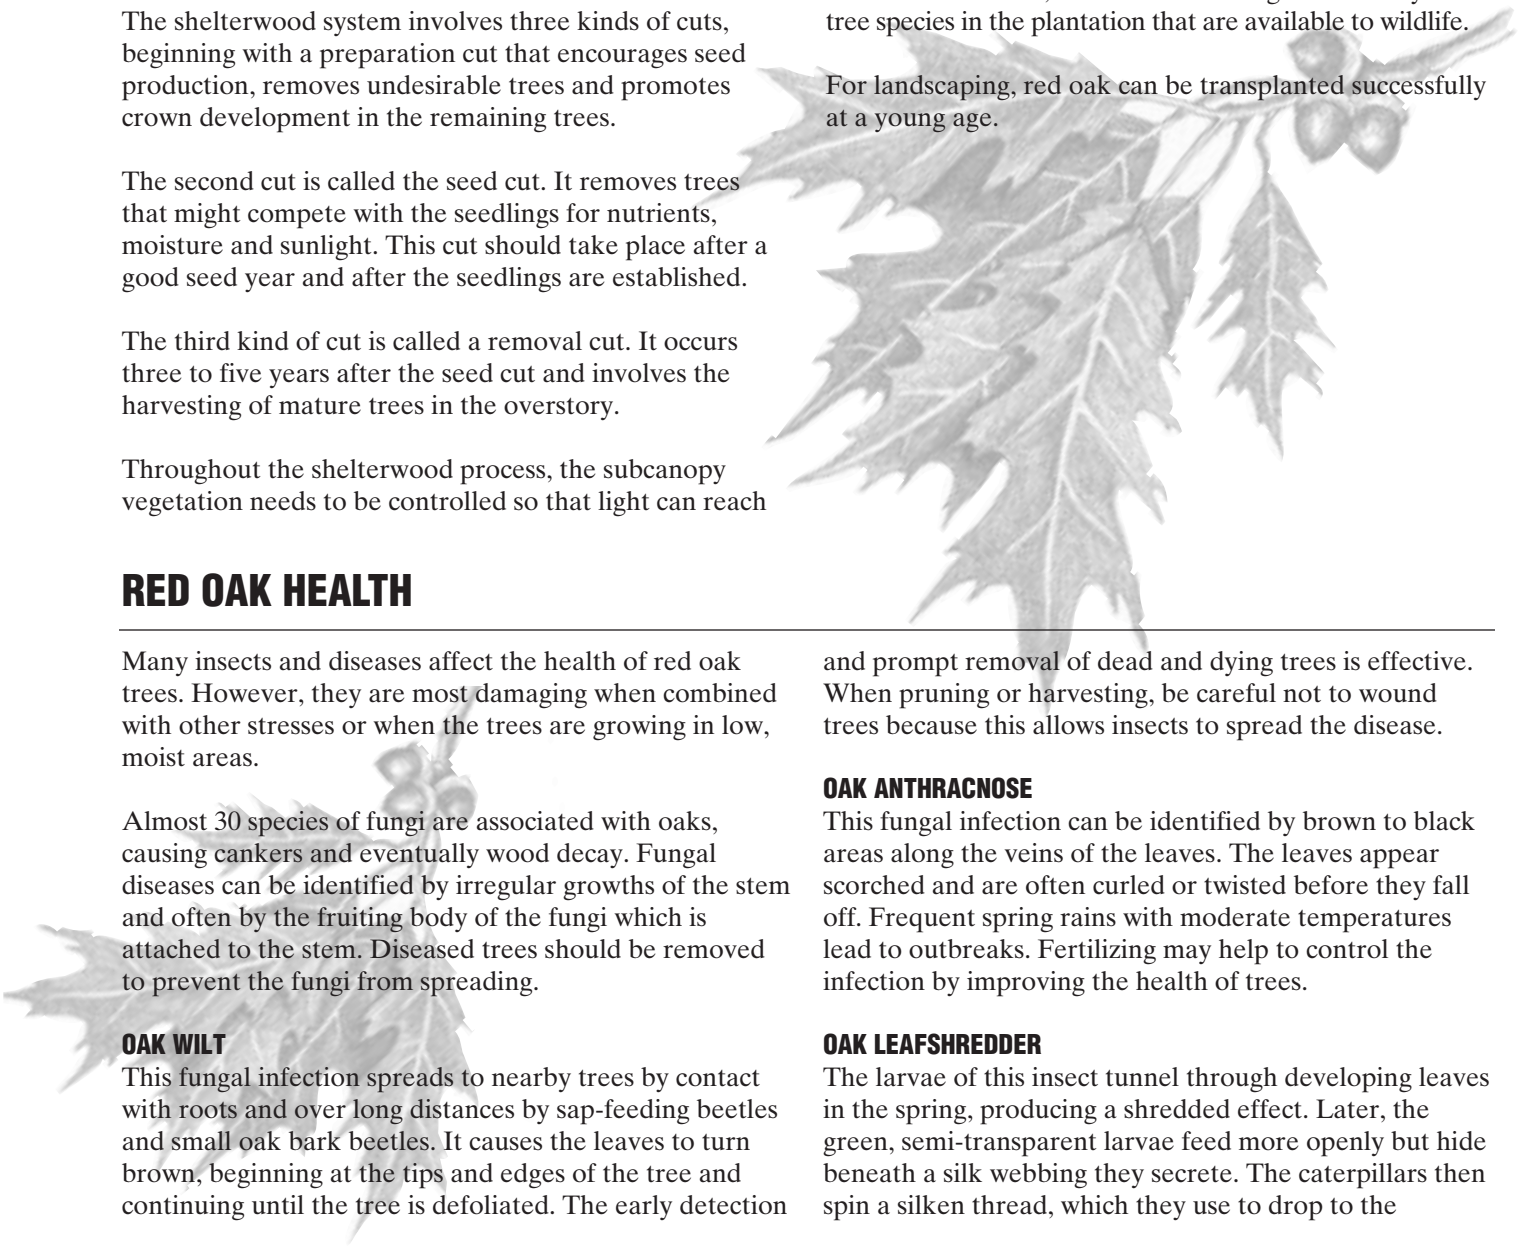 The shelterwood system involves three kinds of cuts,
beginning with a preparation cut that encourages seed
production, removes undesirable trees and promotes
crown development in the remaining trees.
The second cut is called the seed cut. It removes trees
that might compete with the seedlings for nutrients,
moisture and sunlight. This cut should take place after a
good seed year and after the seedlings are established.
The third kind of cut is called a removal cut. It occurs
three to five years after the seed cut and involves the
harvesting of mature trees in the overstory.
Throughout the shelterwood process, the subcanopy
vegetation needs to be controlled so that light can reach
tree species in the plantation that are available to wildlife.
For landscaping, red oak can be transplanted successfully
at a young age.
RED OAK HEALTH
Many insects and diseases affect the health of red oak
trees. However, they are most damaging when combined
with other stresses or when the trees are growing in low,
moist areas.
Almost 30 species of fungi are associated with oaks,
causing cankers and eventually wood decay. Fungal
diseases can be identified by irregular growths of the stem
and often by the fruiting body of the fungi which is
attached to the stem. Diseased trees should be removed
to prevent the fungi from spreading.
OAK WILT
This fungal infection spreads to nearby trees by contact
with roots and over long distances by sap-feeding beetles
and small oak bark beetles. It causes the leaves to turn
brown, beginning at the tips and edges of the tree and
continuing until the tree is defoliated. The early detection
and prompt removal of dead and dying trees is effective.
When pruning or harvesting, be careful not to wound
trees because this allows insects to spread the disease.
OAK ANTHRACNOSE
This fungal infection can be identified by brown to black
areas along the veins of the leaves. The leaves appear
scorched and are often curled or twisted before they fall
off. Frequent spring rains with moderate temperatures
lead to outbreaks. Fertilizing may help to control the
infection by improving the health of trees.
OAK LEAFSHREDDER
The larvae of this insect tunnel through developing leaves
in the spring, producing a shredded effect. Later, the
green, semi-transparent larvae feed more openly but hide
beneath a silk webbing they secrete. The caterpillars then
spin a silken thread, which they use to drop to the